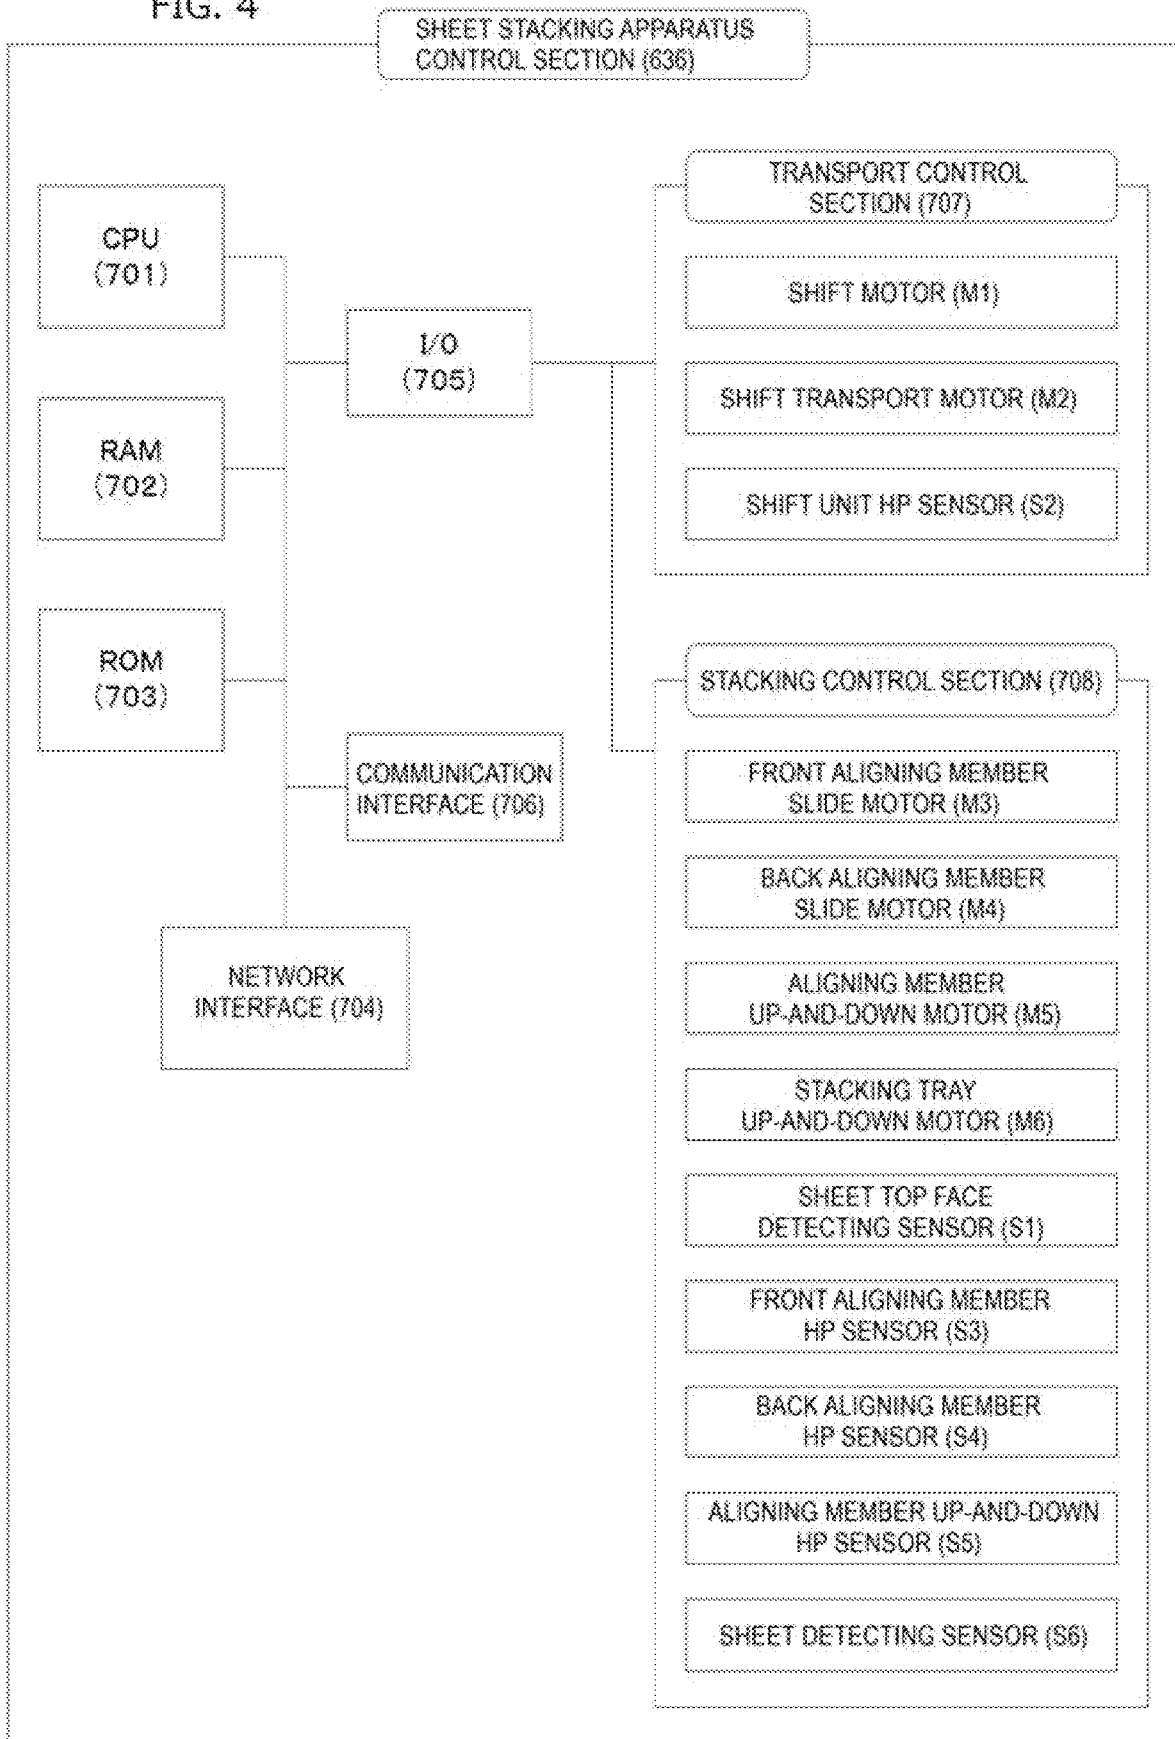 FIG. 4
SHEET STACKING APPARATUS
CONTROL SECTION (636)
CPU
(701)
RAM
(702)
ROM
(703)
I/O
(705)
COMMUNICATION
INTERFACE (706)
NETWORK
INTERFACE (704)
TRANSPORT CONTROL
SECTION (707)
SHIFT MOTOR (M1)
SHIFT TRANSPORT MOTOR (M2)
SHIFT UNIT HP SENSOR (S2)
STACKING CONTROL SECTION (708)
FRONT ALIGNING MEMBER
SLIDE MOTOR (M3)
BACK ALIGNING MEMBER
SLIDE MOTOR (M4)
ALIGNING MEMBER
UP-AND-DOWN MOTOR (M5)
STACKING TRAY
UP-AND-DOWN MOTOR (M6)
SHEET TOP FACE
DETECTING SENSOR (S1)
FRONT ALIGNING MEMBER
HP SENSOR (S3)
BACK ALIGNING MEMBER
HP SENSOR (S4)
ALIGNING MEMBER UP-AND-DOWN
HP SENSOR (S5)
SHEET DETECTING SENSOR (S6)